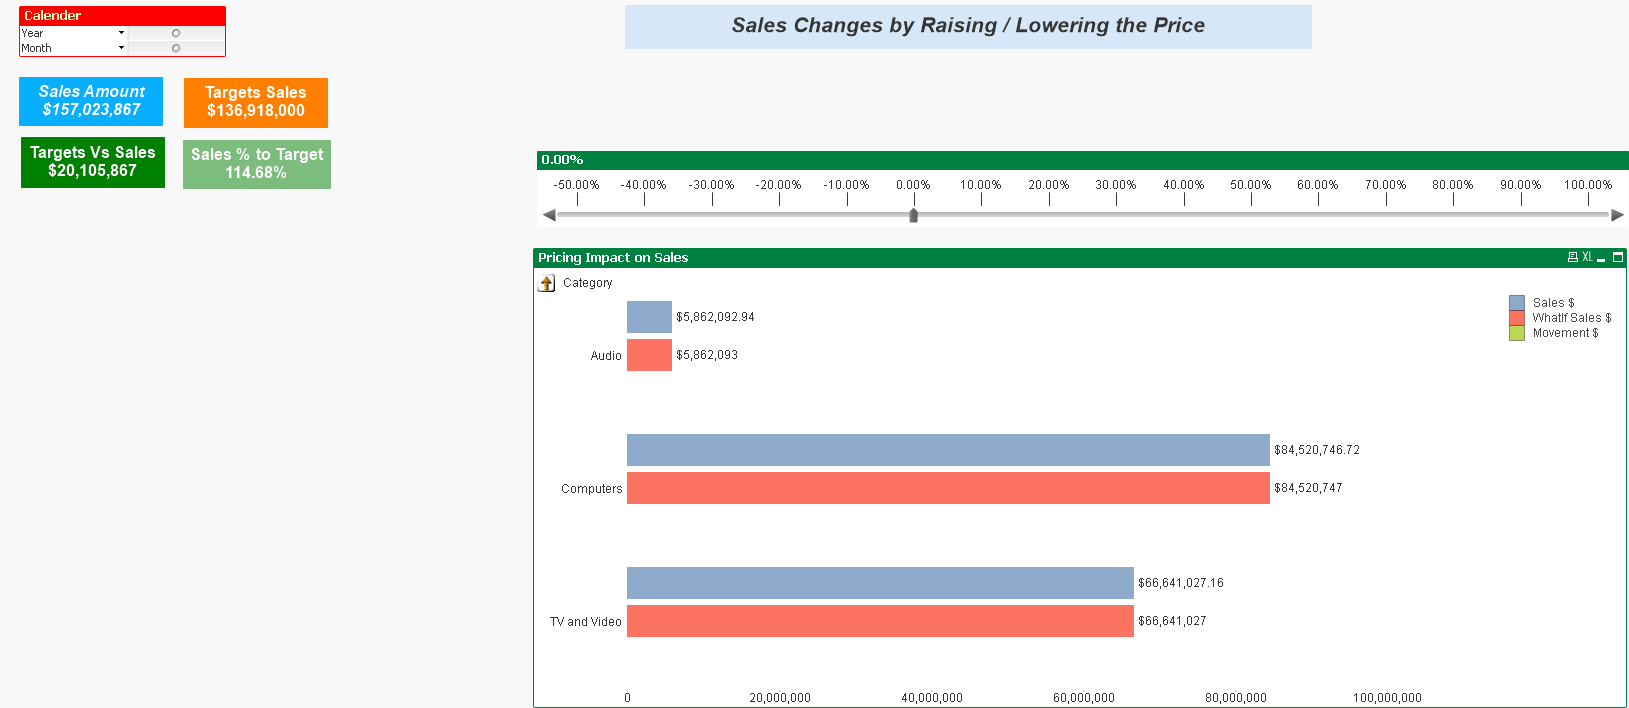 Calender
Year
Month
Sales Changes by Raising / Lowering the Price
Sales Amount
$157,023,867
Targets Sales
$136,918,000
Targets Vs Sales
$20,105,867
Sales % to Target
114.68%
0.00%
-50.00% -40.00% -30.00% -20.00% -10.00% 0.00% 10.00% 20.00% 30.00% 40.00% 50.00% 60.00% 70.00% 80.00% 90.00% 100.00%
Pricing Impact on Sales XL
Category
Sales $
WhatIf Sales $
Movement $
$5,862,092.94
Audio $5,862,093
$84,520,746.72
Computers $84,520,747
$66,641,027.16
TV and Video $66,641,027
0 20,000,000 40,000,000 60,000,000 80,000,000 100,000,000